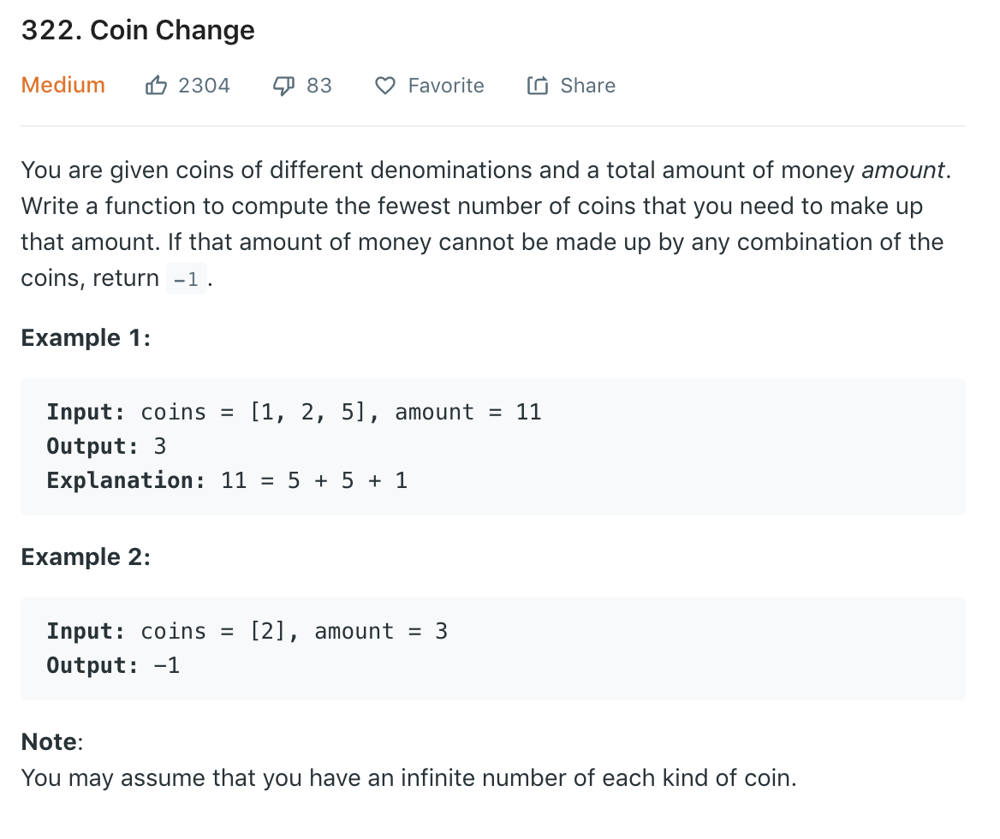 322. Coin Change
Medium 2304 83 Favorite Share
You are given coins of different denominations and a total amount of money amount.
Write a function to compute the fewest number of coins that you need to make up
that amount. If that amount of money cannot be made up by any combination of the
coins, return -1.
Example 1:
Input: coins = [1, 2, 5], amount = 11
Output: 3
Explanation: 11 = 5 + 5 + 1
Example 2:
Input: coins = [2], amount = 3
Output: -1
Note:
You may assume that you have an infinite number of each kind of coin.